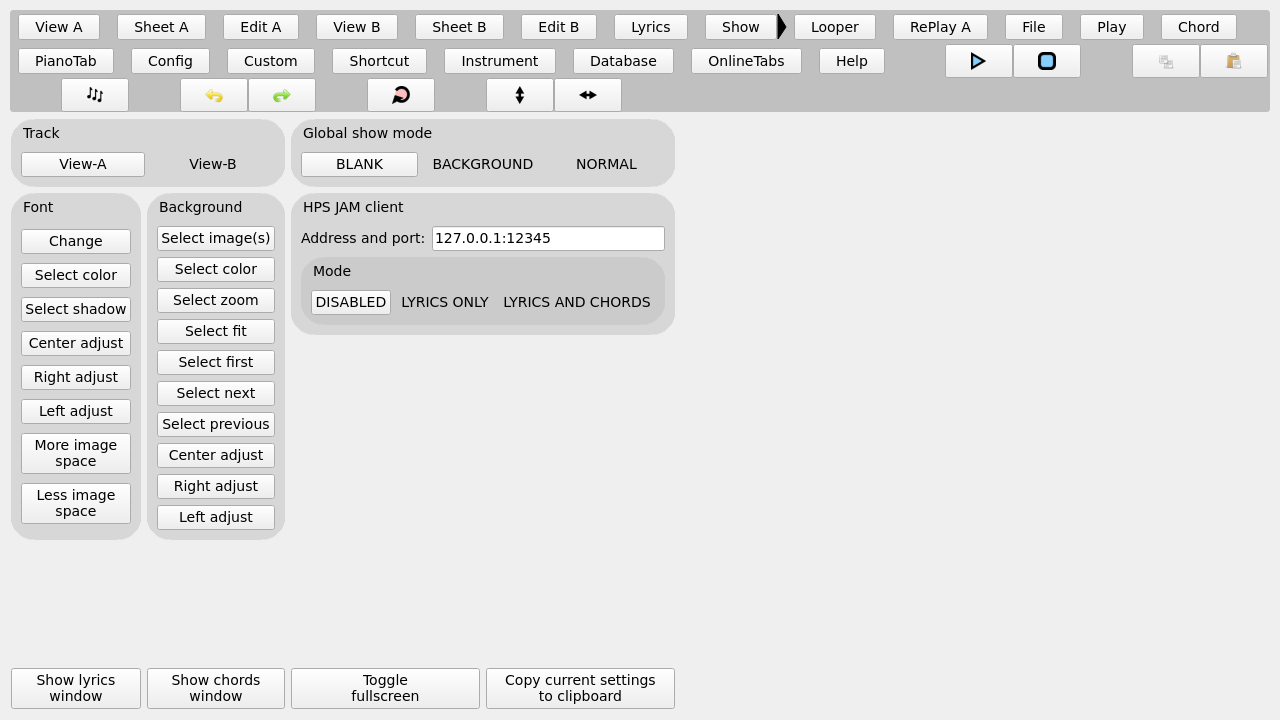 View A Sheet A Edit A View B Sheet B Edit B Lyrics Show Looper RePlay A File Play Chord
PianoTab Config Custom Shortcut Instrument Database OnlineTabs Help
Track
View-A View-B
Global show mode
BLANK BACKGROUND NORMAL
Font
Change
Select color
Select shadow
Center adjust
Right adjust
Left adjust
More image
space
Less image
space
Background
Select image(s)
Select color
Select zoom
Select fit
Select first
Select next
Select previous
Center adjust
Right adjust
Left adjust
HPS JAM client
Address and port: 127.0.0.1:12345
Mode
DISABLED LYRICS ONLY LYRICS AND CHORDS
Show lyrics
window
Show chords
window
Toggle
fullscreen
Copy current settings
to clipboard